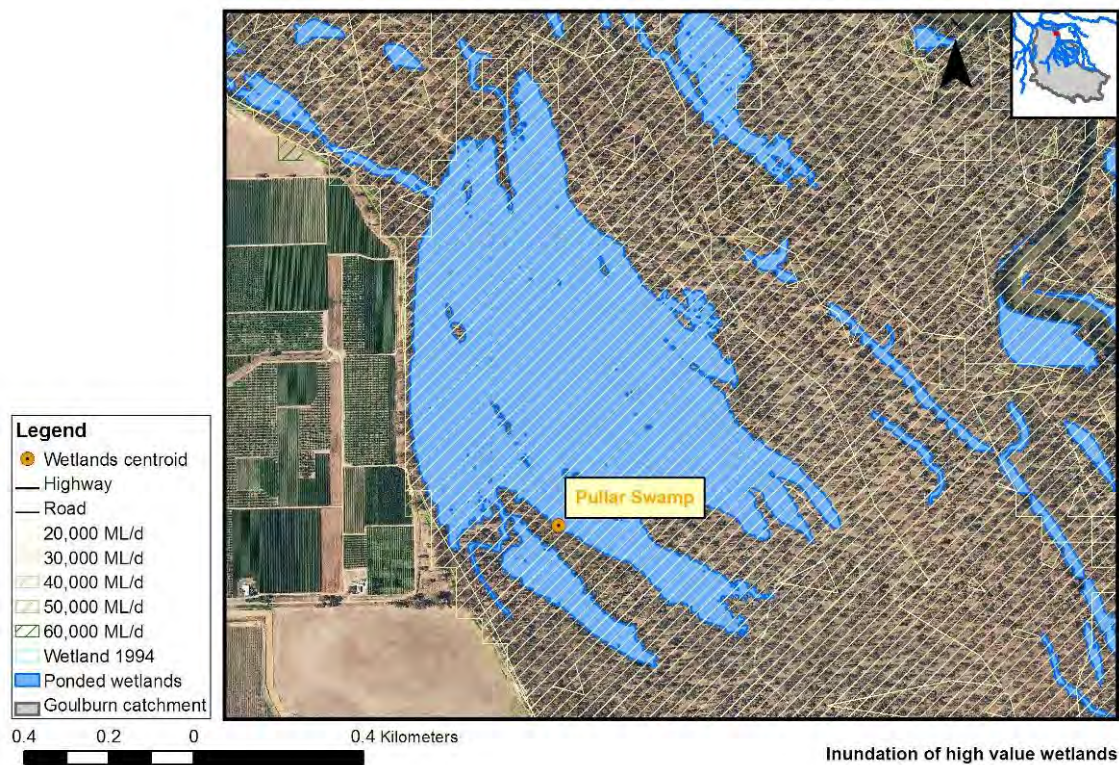 Pullar Swamp
Legend
Wetlands centroid
Highway
Road
20,000 ML/d
30,000 ML/d
40,000 ML/d
50,000 ML/d
60,000 ML/d
Wetland 1994
Ponded wetlands
Goulburn catchment
0.4 0.2 0 0.4 Kilometers
Inundation of high value wetlands